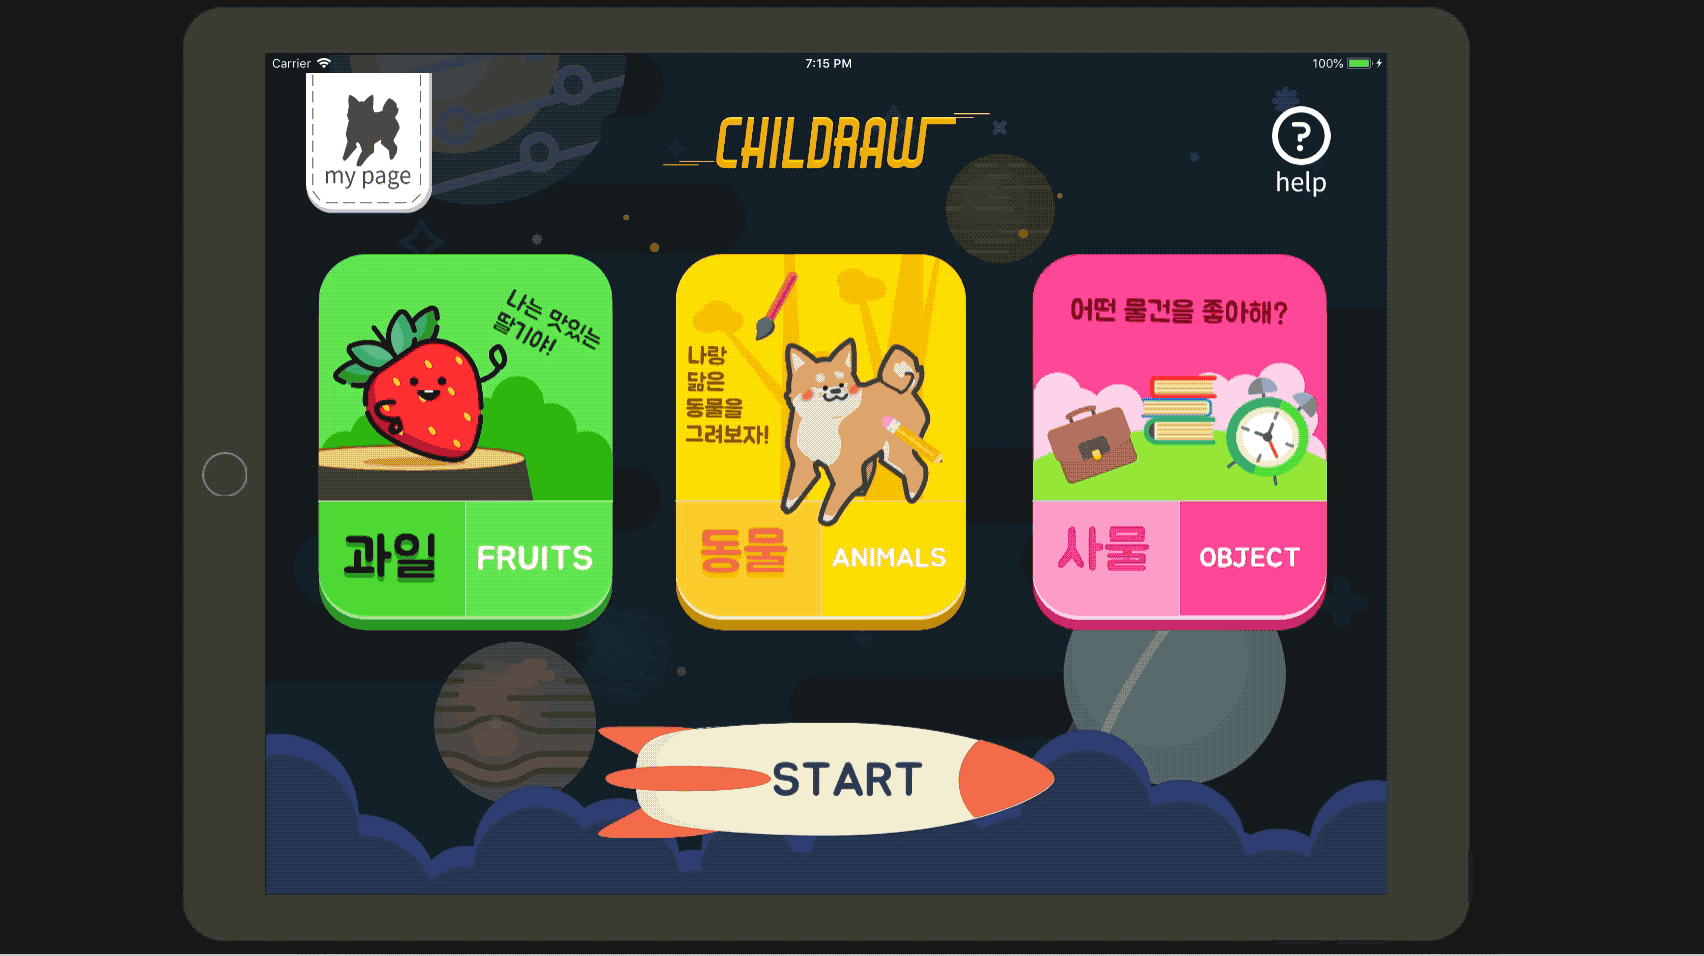 Carrier
7:15 PM
100%
my page
CHILDRAW
?
help
나는 맛있는
딸기야!
과일
FRUITS
나랑
닮은
동물을
그려보자!
동물
ANIMALS
어떤 물건을 좋아해?
사물
OBJECT
START